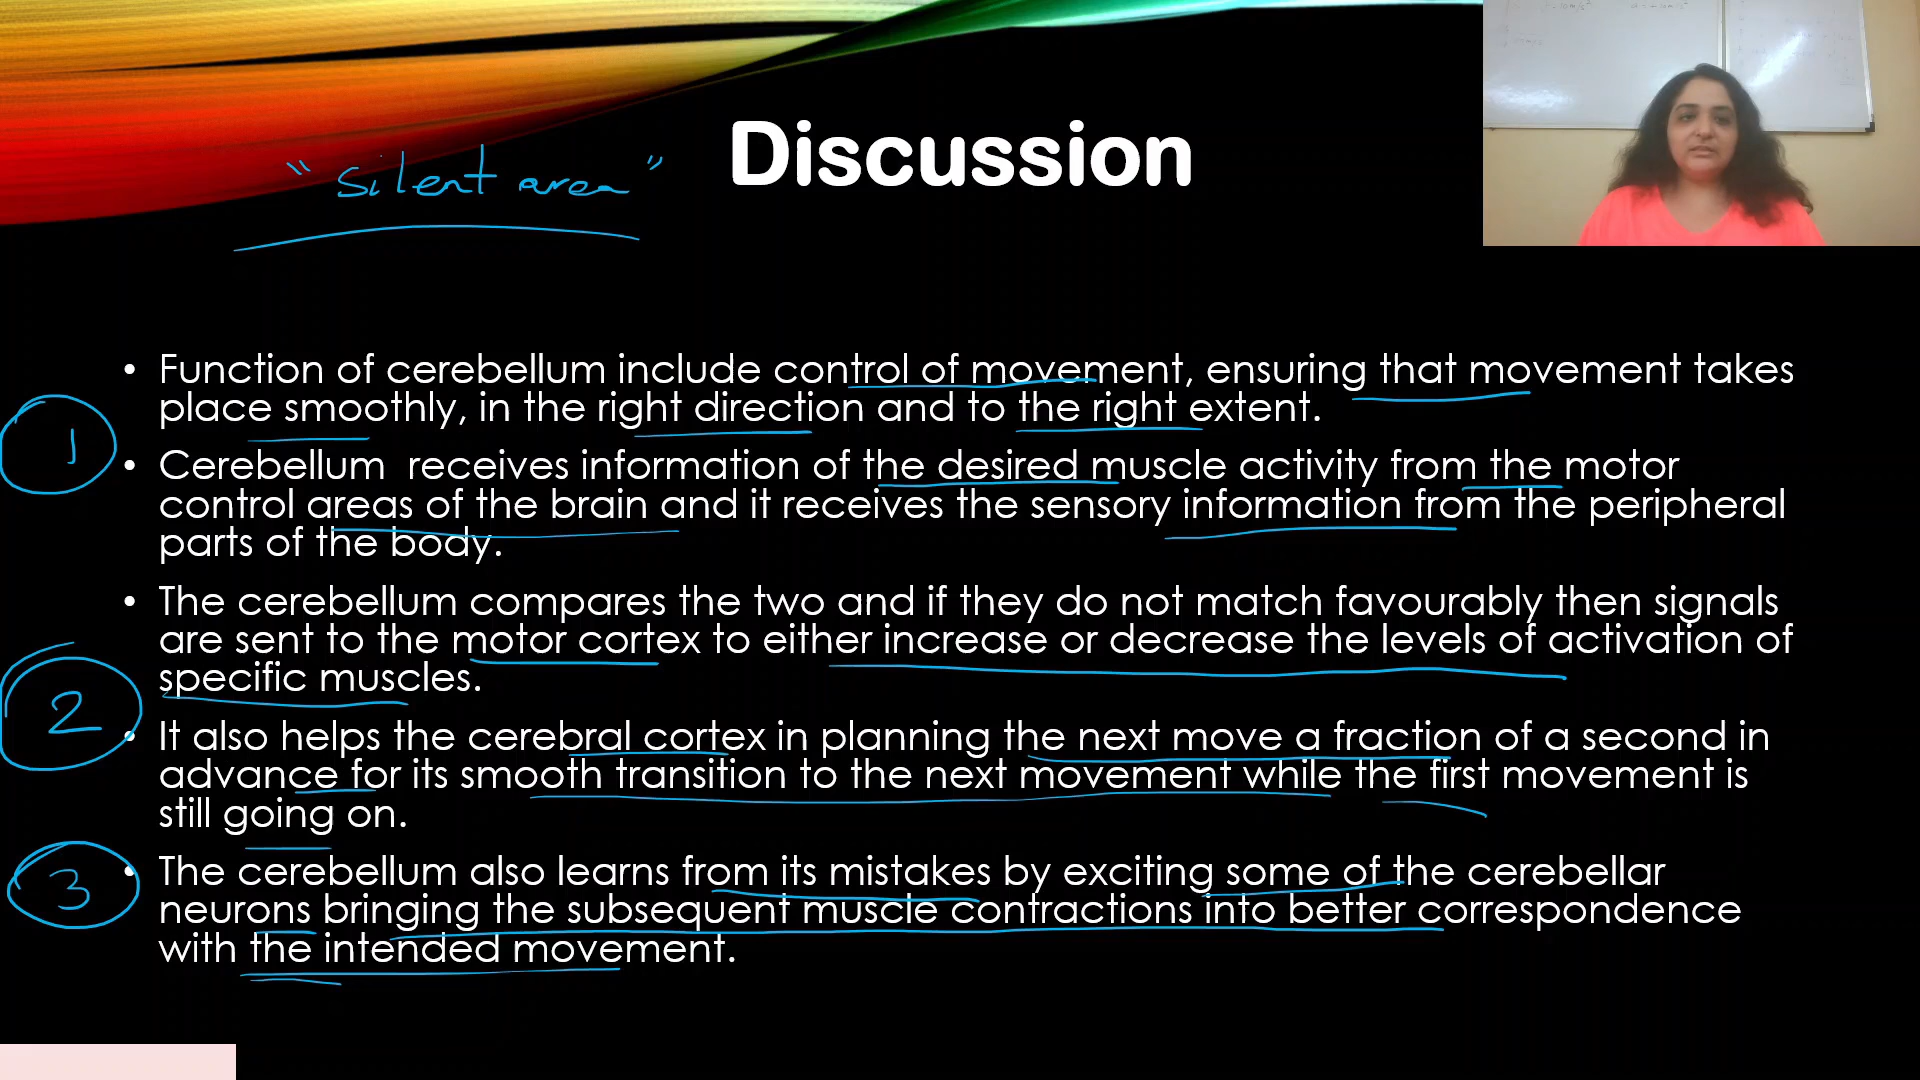 Discussion
" silent area "
• Function of cerebellum include control of movement, ensuring that movement takes
place smoothly, in the right direction and to the right extent.
1
• Cerebellum  receives information of the desired muscle activity from the motor
control areas of the brain and it receives the sensory information from the peripheral
parts of the body.
• The cerebellum compares the two and if they do not match favourably then signals
are sent to the motor cortex to either increase or decrease the levels of activation of
specific muscles.
2
• It also helps the cerebral cortex in planning the next move a fraction of a second in
advance for its smooth transition to the next movement while the first movement is
still going on.
3
• The cerebellum also learns from its mistakes by exciting some of the cerebellar
neurons bringing the subsequent muscle contractions into better correspondence
with the intended movement.